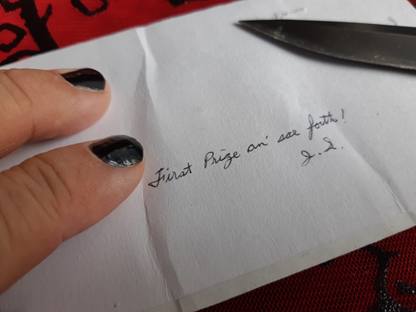 First Prize an' sae forth!
J. S.